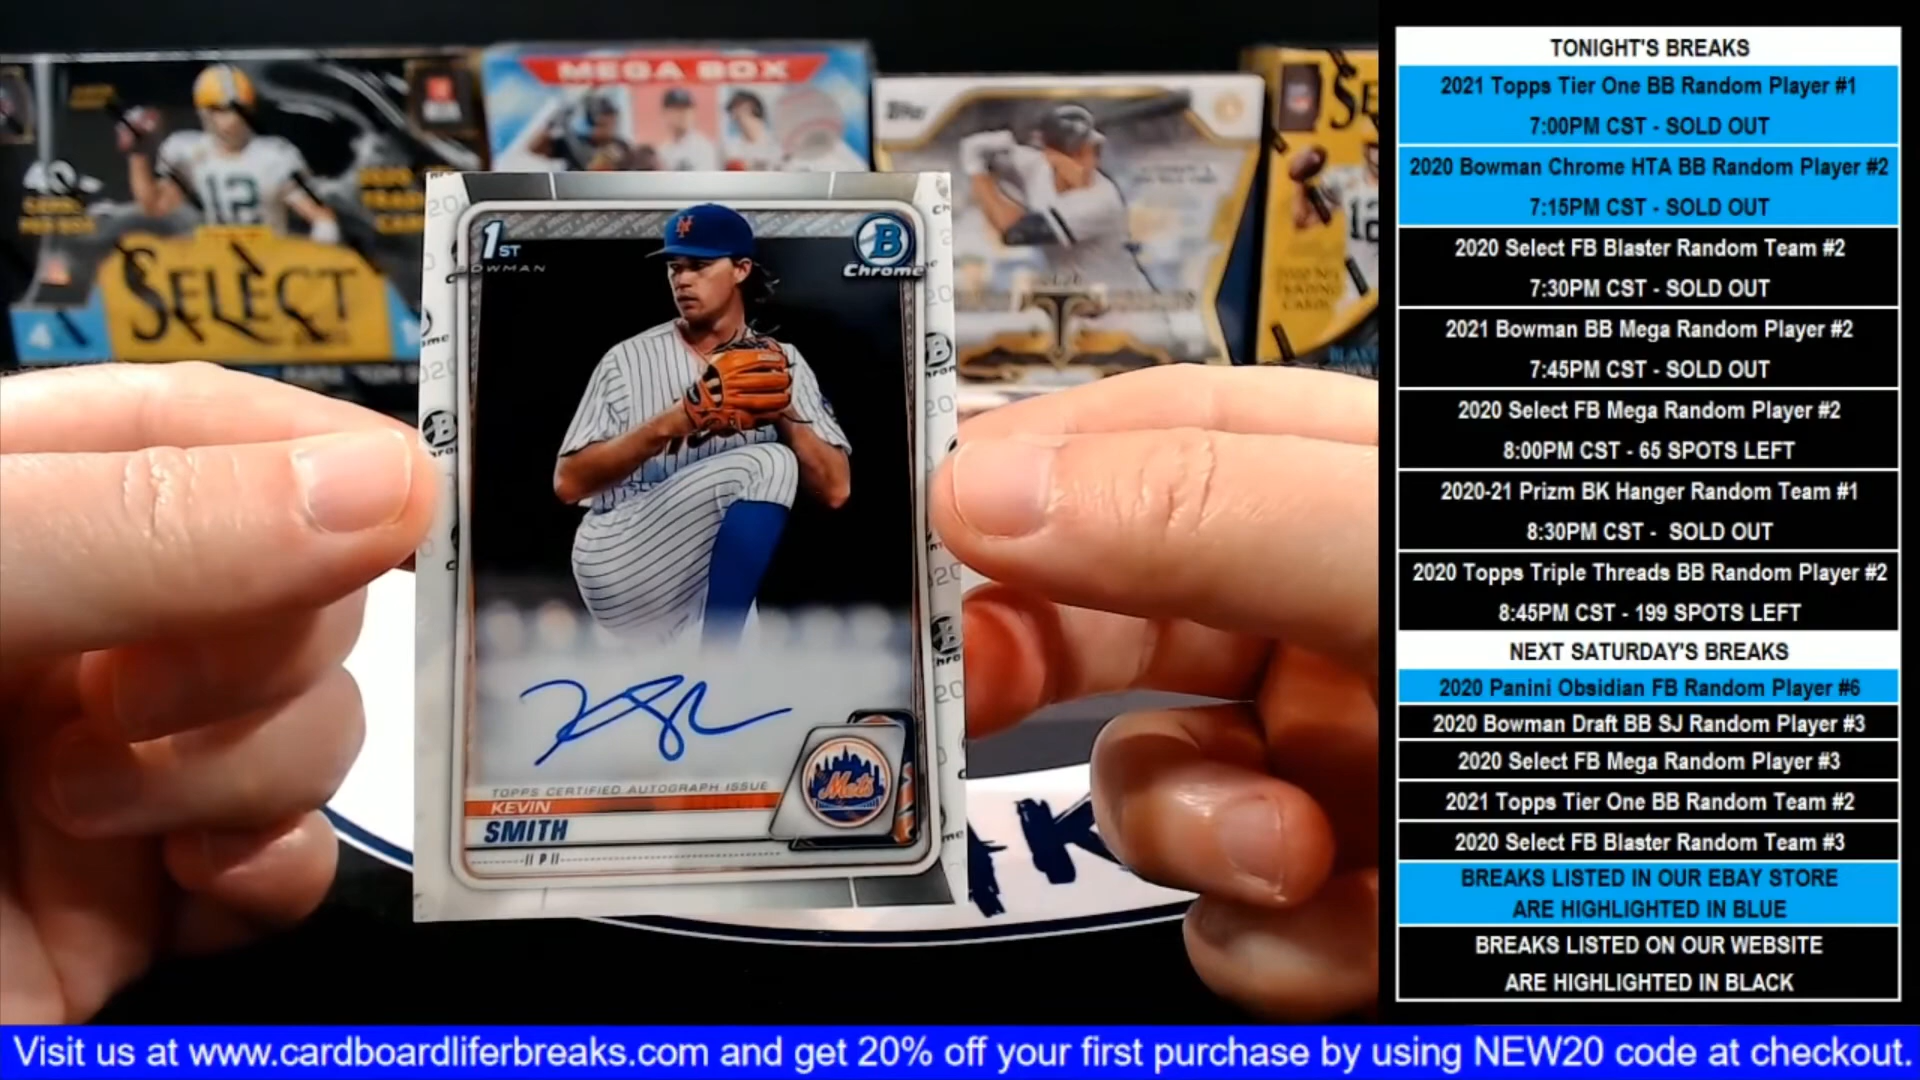 MEGA BOX
topps
12
SELECT
4
1ST
BOWMAN
B
Chrome
TOPPS CERTIFIED AUTOGRAPH ISSUE
KEVIN
SMITH
P
Mets
TONIGHT'S BREAKS
2021 Topps Tier One BB Random Player #1
7:00PM CST - SOLD OUT
2020 Bowman Chrome HTA BB Random Player #2
7:15PM CST - SOLD OUT
2020 Select FB Blaster Random Team #2
7:30PM CST - SOLD OUT
2021 Bowman BB Mega Random Player #2
7:45PM CST - SOLD OUT
2020 Select FB Mega Random Player #2
8:00PM CST - 65 SPOTS LEFT
2020-21 Prizm BK Hanger Random Team #1
8:30PM CST - SOLD OUT
2020 Topps Triple Threads BB Random Player #2
8:45PM CST - 199 SPOTS LEFT
NEXT SATURDAY'S BREAKS
2020 Panini Obsidian FB Random Player #6
2020 Bowman Draft BB SJ Random Player #3
2020 Select FB Mega Random Player #3
2021 Topps Tier One BB Random Team #2
2020 Select FB Blaster Random Team #3
BREAKS LISTED IN OUR EBAY STORE
ARE HIGHLIGHTED IN BLUE
BREAKS LISTED ON OUR WEBSITE
ARE HIGHLIGHTED IN BLACK
Visit us at www.cardboardliferbreaks.com and get 20% off your first purchase by using NEW20 code at checkout.